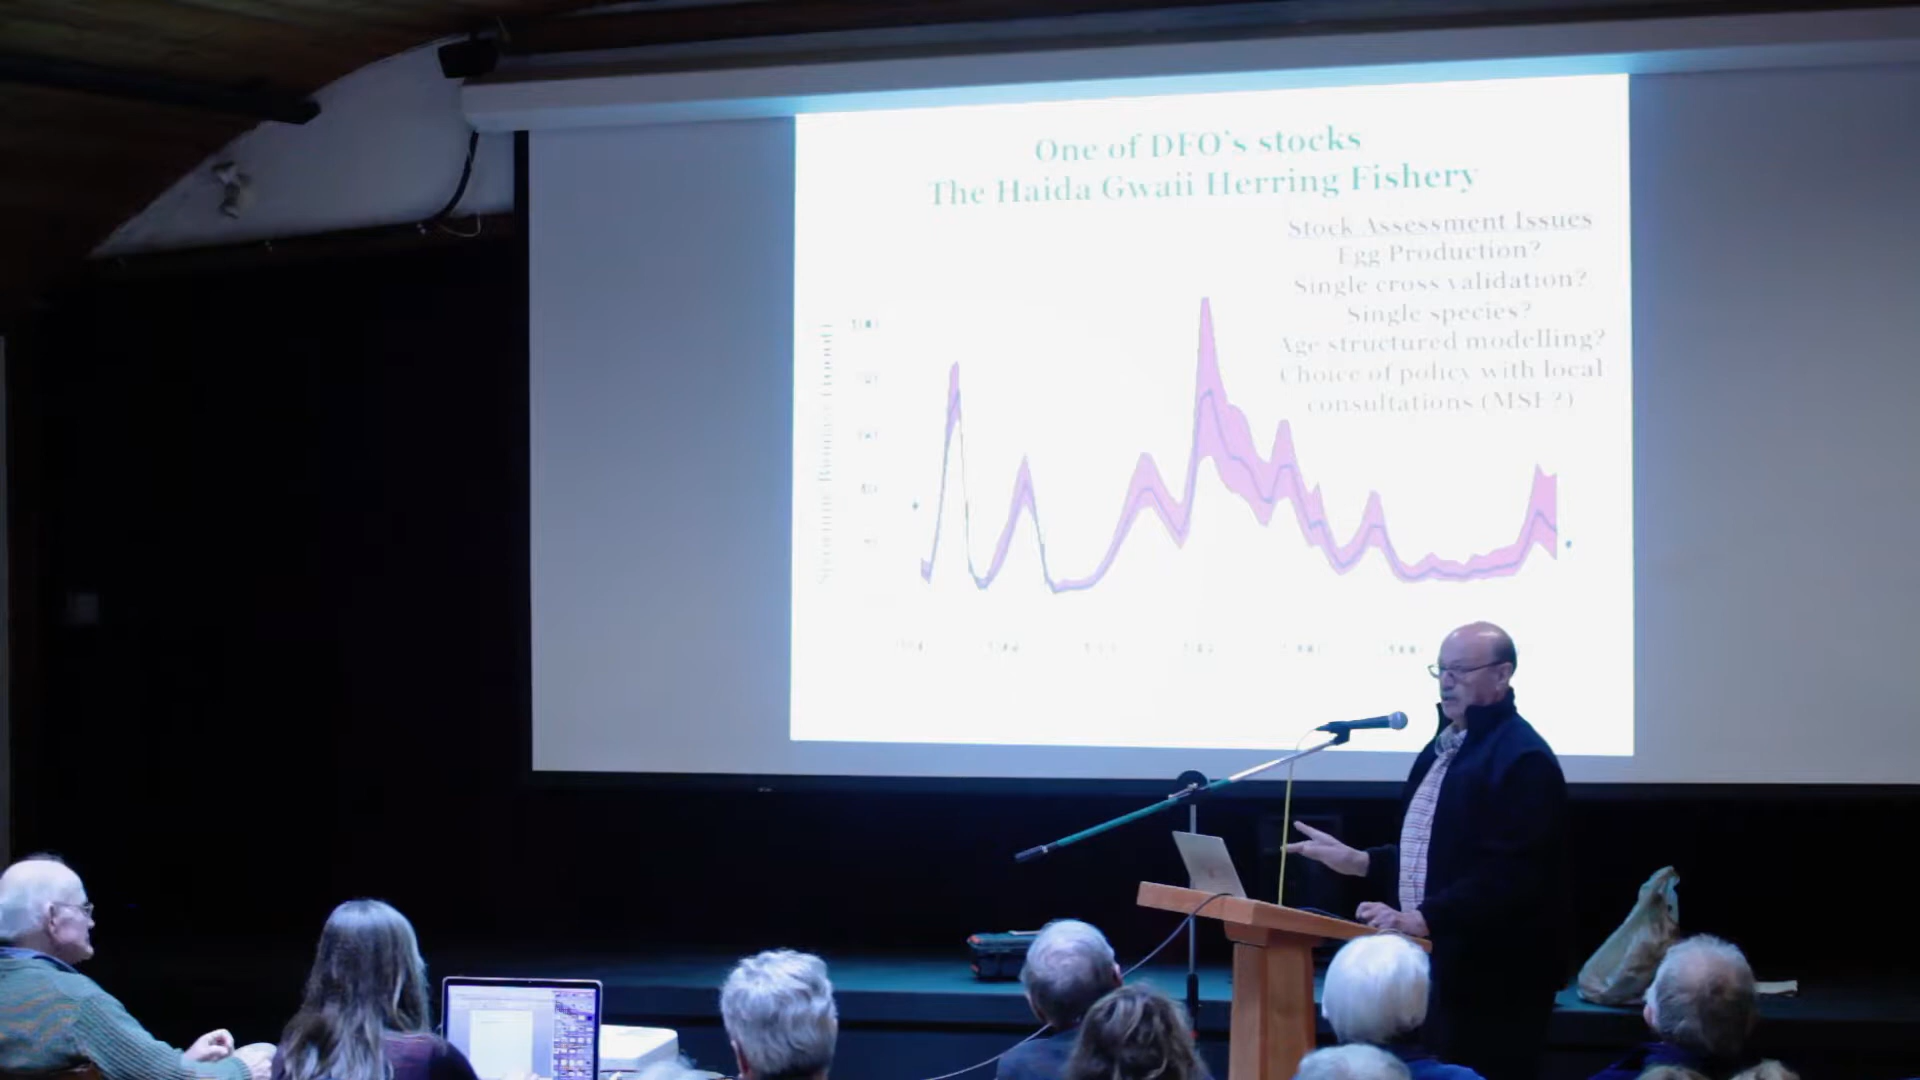 One of DFO's stocks
The Haida Gwaii Herring Fishery
Stock Assessment Issues
Egg Production?
Single cross validation?
Single species?
Age structured modelling?
Choice of policy with local
consultations (MSE?)